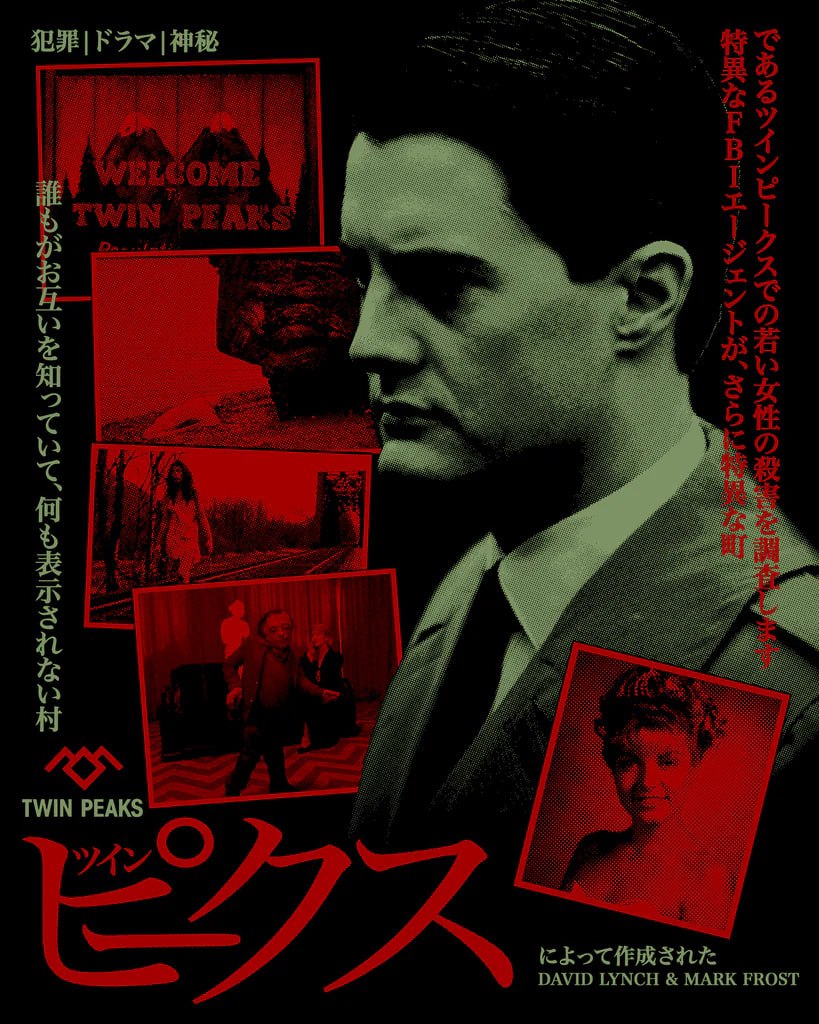 犯罪|ドラマ|神秘
であるツインピークスでの若い女性の殺害を調査します
特異なFBIエージェントが、さらに特異な町
WELCOME
TO
TWIN PEAKS
誰もがお互いを知っていて、何も表示されない村
TWIN PEAKS
ツイン
ピークス
によって作成された
DAVID LYNCH & MARK FROST